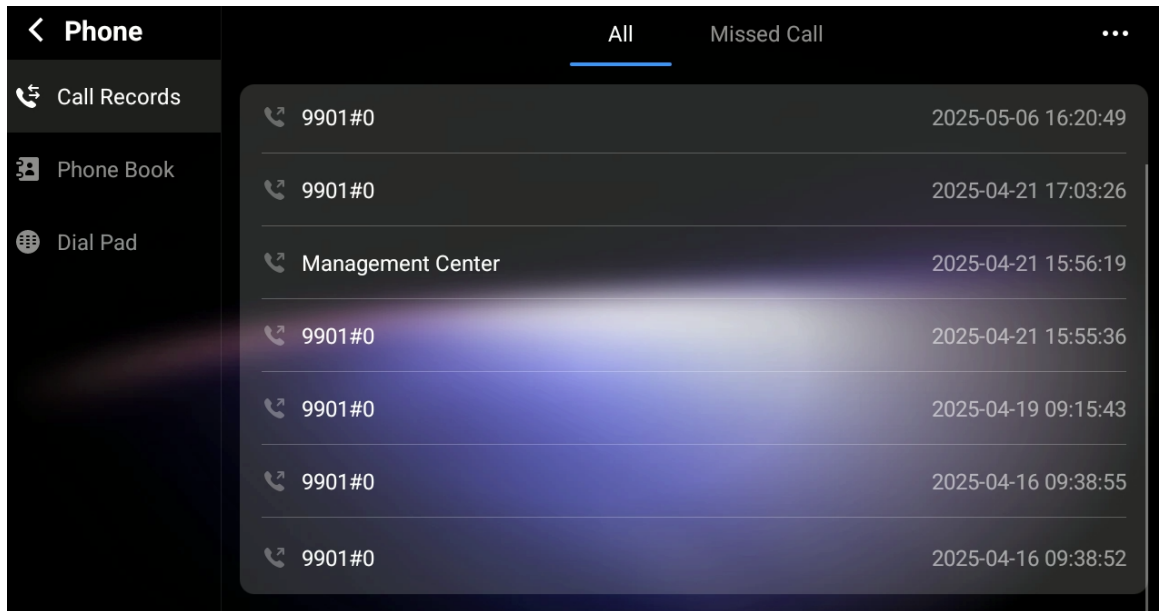 Phone
All
Missed Call
Call Records
Phone Book
Dial Pad
9901#0 2025-05-06 16:20:49
9901#0 2025-04-21 17:03:26
Management Center 2025-04-21 15:56:19
9901#0 2025-04-21 15:55:36
9901#0 2025-04-19 09:15:43
9901#0 2025-04-16 09:38:55
9901#0 2025-04-16 09:38:52